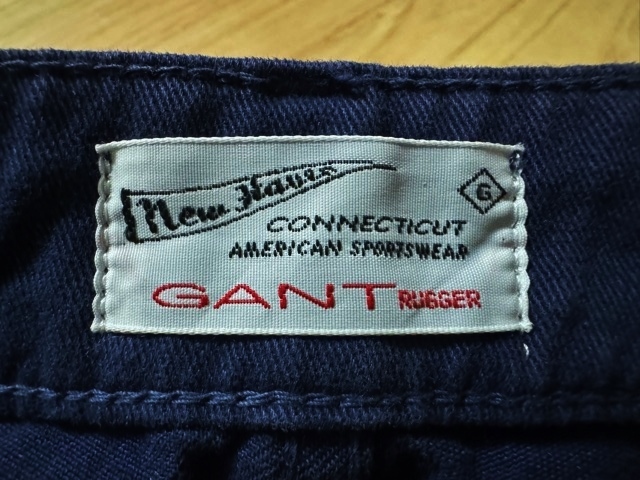 New Haven
G
CONNECTICUT
AMERICAN SPORTSWEAR
GANT RUGGER